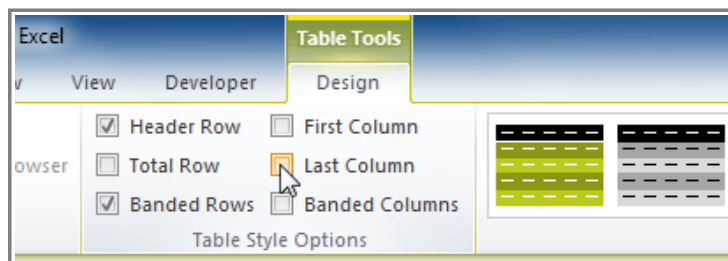 Excel Table Tools
View Developer Design
Header Row First Column
owser Total Row Last Column
Banded Rows Banded Columns
Table Style Options